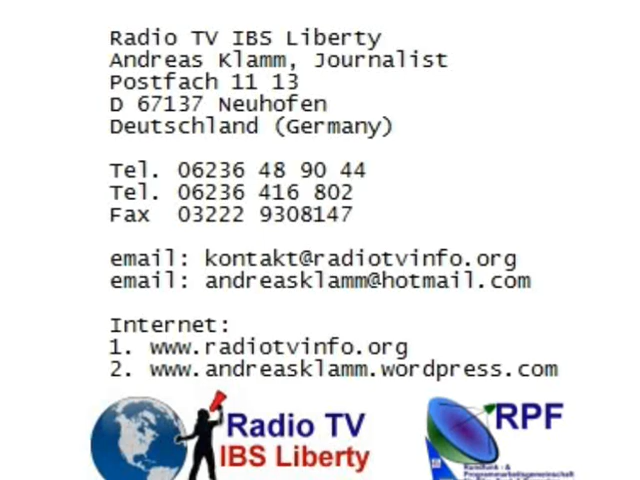 Radio TV IBS Liberty
Andreas Klamm, Journalist
Postfach 11 13
D 67137 Neuhofen
Deutschland (Germany)
Tel. 06236 48 90 44
Tel. 06236 416 802
Fax 03222 9308147
email: kontakt@radiotvinfo.org
email: andreasklamm@hotmail.com
Internet:
1. www.radiotvinfo.org
2. www.andreasklamm.wordpress.com
Radio TV
IBS Liberty
RPF
Rundfunk - &
Programmarbeitsgemeinschaft